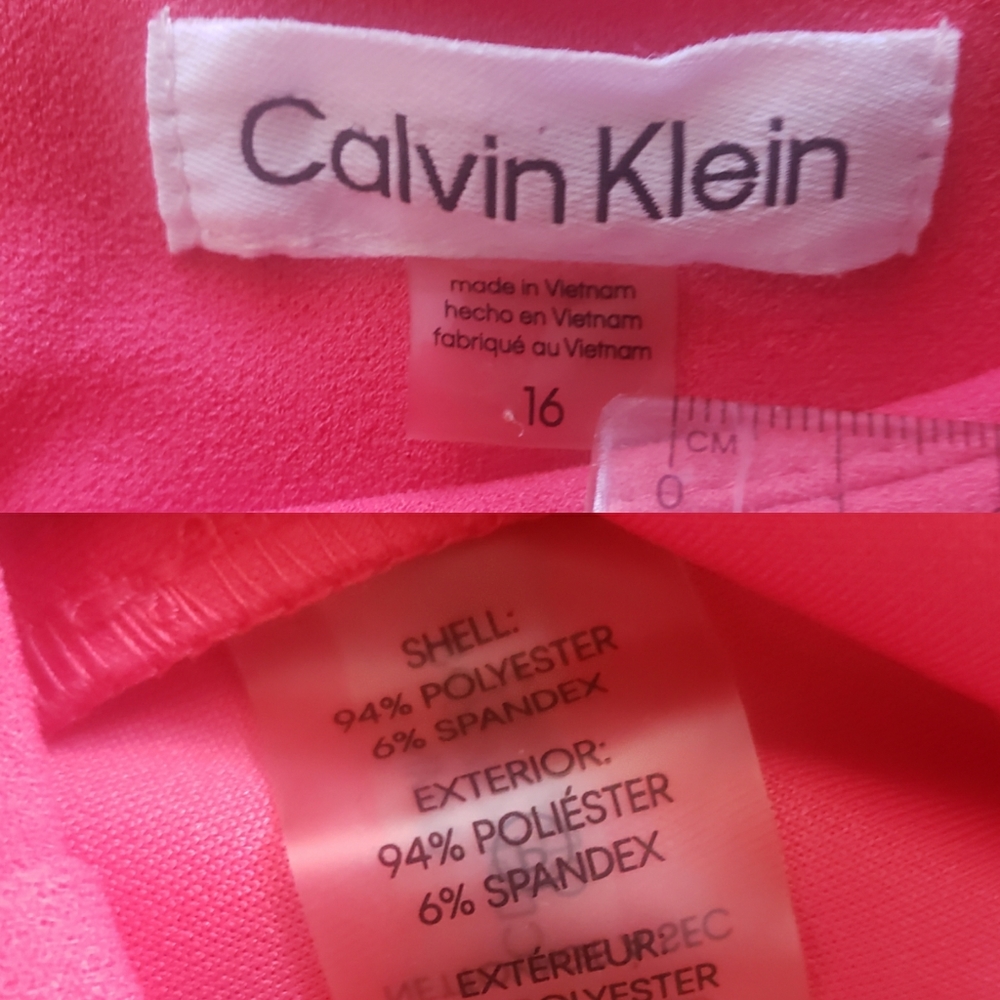 Calvin Klein
made in Vietnam
hecho en Vietnam
fabriqué au Vietnam
16
CM
0
SHELL:
94% POLYESTER
6% SPANDEX
EXTERIOR:
94% POLIÉSTER
6% SPANDEX
EXTÉRIEUR:
POLYESTER